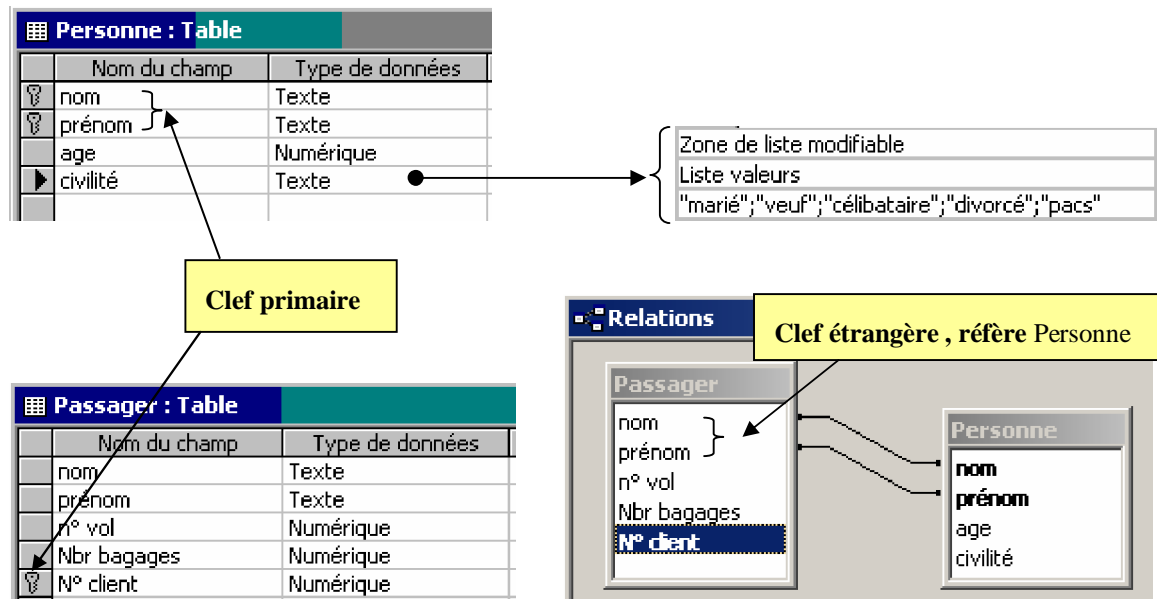 Personne : Table
Nom du champ Type de données
nom Texte
prénom Texte
age Numérique
civilité Texte
Zone de liste modifiable
Liste valeurs
"marié";"veuf";"célibataire";"divorcé";"pacs"
Clef primaire
Passager : Table
Nom du champ Type de données
nom Texte
prénom Texte
n° vol Numérique
Nbr bagages Numérique
N° client Numérique
Relations
Clef étrangère , réfère Personne
Passager
nom
prénom
n° vol
Nbr bagages
N° client
Personne
nom
prénom
age
civilité